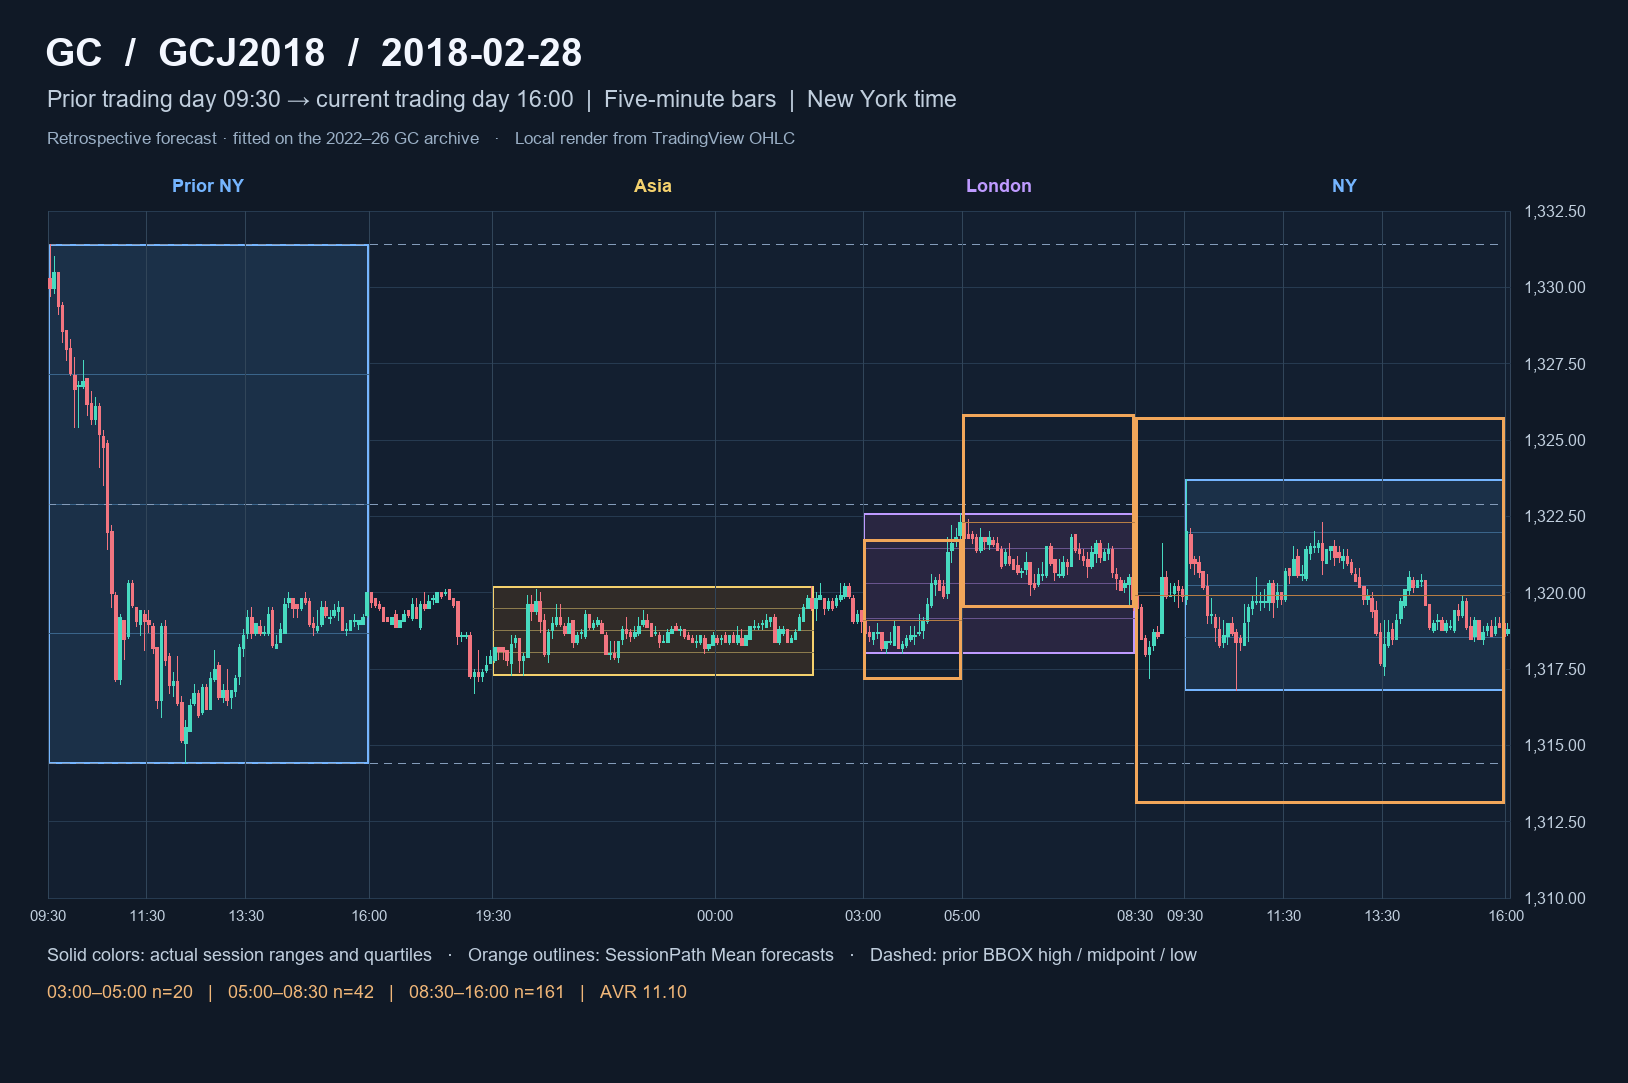 GC / GCJ2018 / 2018-02-28
Prior trading day 09:30 → current trading day 16:00 | Five-minute bars | New York time
Retrospective forecast · fitted on the 2022–26 GC archive · Local render from TradingView OHLC
Prior NY Asia London NY
1,332.50
1,330.00
1,327.50
1,325.00
1,322.50
1,320.00
1,317.50
1,315.00
1,312.50
1,310.00
09:30 11:30 13:30 16:00 19:30 00:00 03:00 05:00 08:30 09:30 11:30 13:30 16:00
Solid colors: actual session ranges and quartiles · Orange outlines: SessionPath Mean forecasts · Dashed: prior BBOX high / midpoint / low
03:00–05:00 n=20 | 05:00–08:30 n=42 | 08:30–16:00 n=161 | AVR 11.10